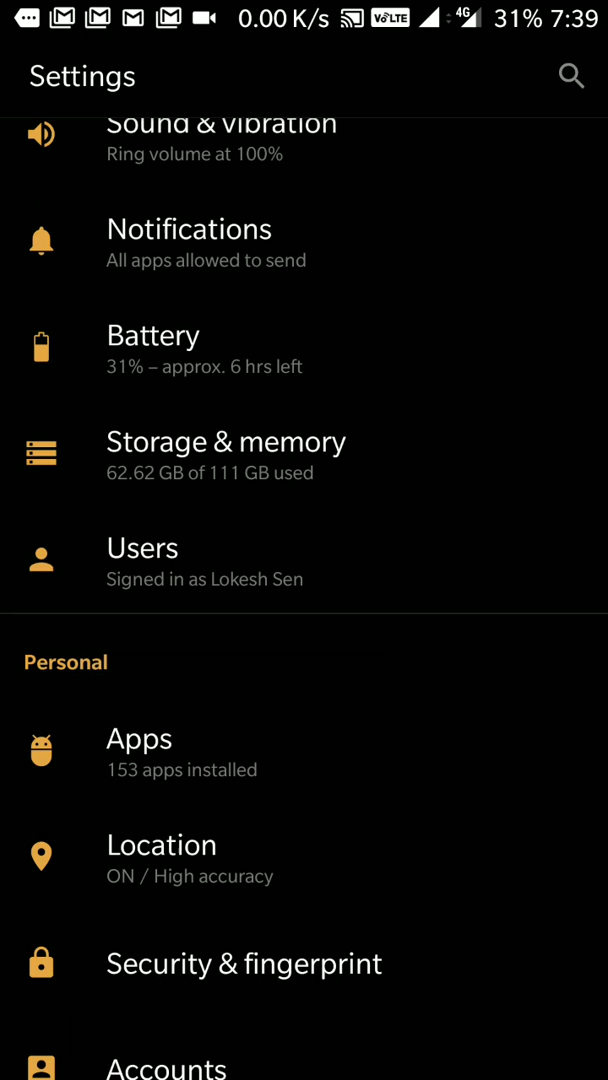 0.00 K/s VoLTE 4G 31% 7:39
Settings
Sound & vibration
Ring volume at 100%
Notifications
All apps allowed to send
Battery
31% – approx. 6 hrs left
Storage & memory
62.62 GB of 111 GB used
Users
Signed in as Lokesh Sen
Personal
Apps
153 apps installed
Location
ON / High accuracy
Security & fingerprint
Accounts